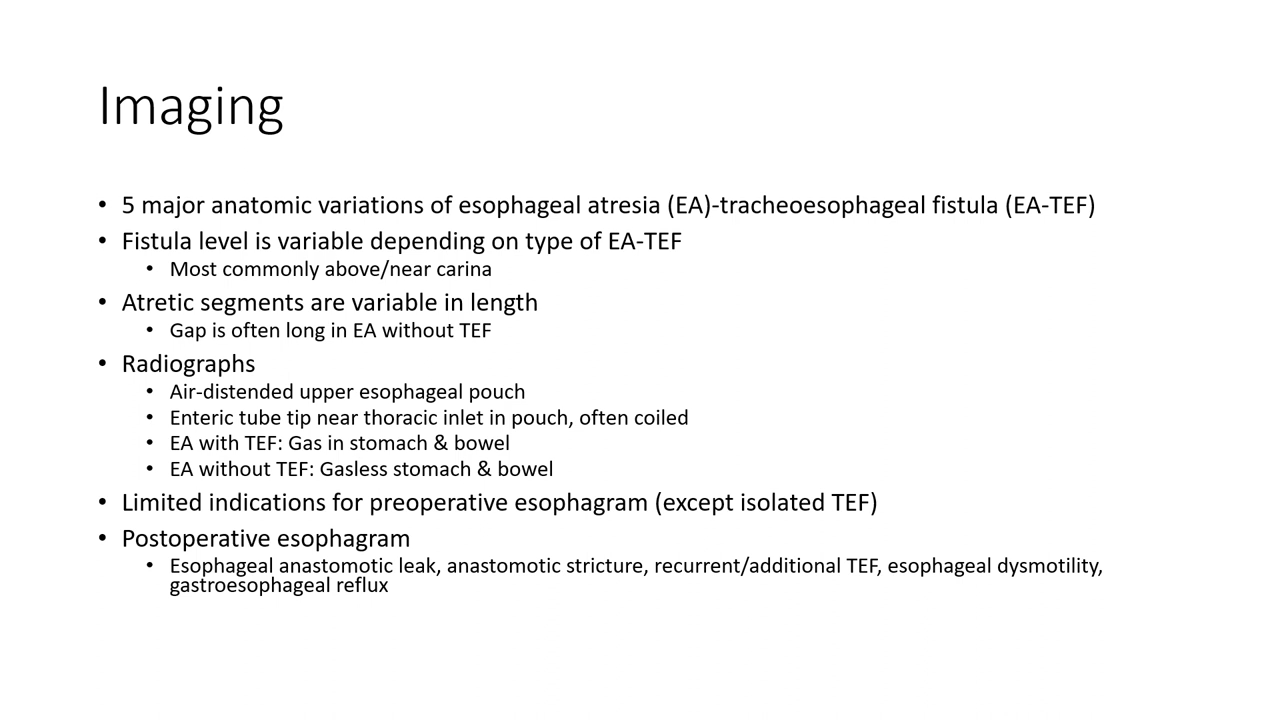 Imaging
• 5 major anatomic variations of esophageal atresia (EA)-tracheoesophageal fistula (EA-TEF)
• Fistula level is variable depending on type of EA-TEF
• Most commonly above/near carina
• Atretic segments are variable in length
• Gap is often long in EA without TEF
• Radiographs
• Air-distended upper esophageal pouch
• Enteric tube tip near thoracic inlet in pouch, often coiled
• EA with TEF: Gas in stomach & bowel
• EA without TEF: Gasless stomach & bowel
• Limited indications for preoperative esophagram (except isolated TEF)
• Postoperative esophagram
• Esophageal anastomotic leak, anastomotic stricture, recurrent/additional TEF, esophageal dysmotility,
gastroesophageal reflux